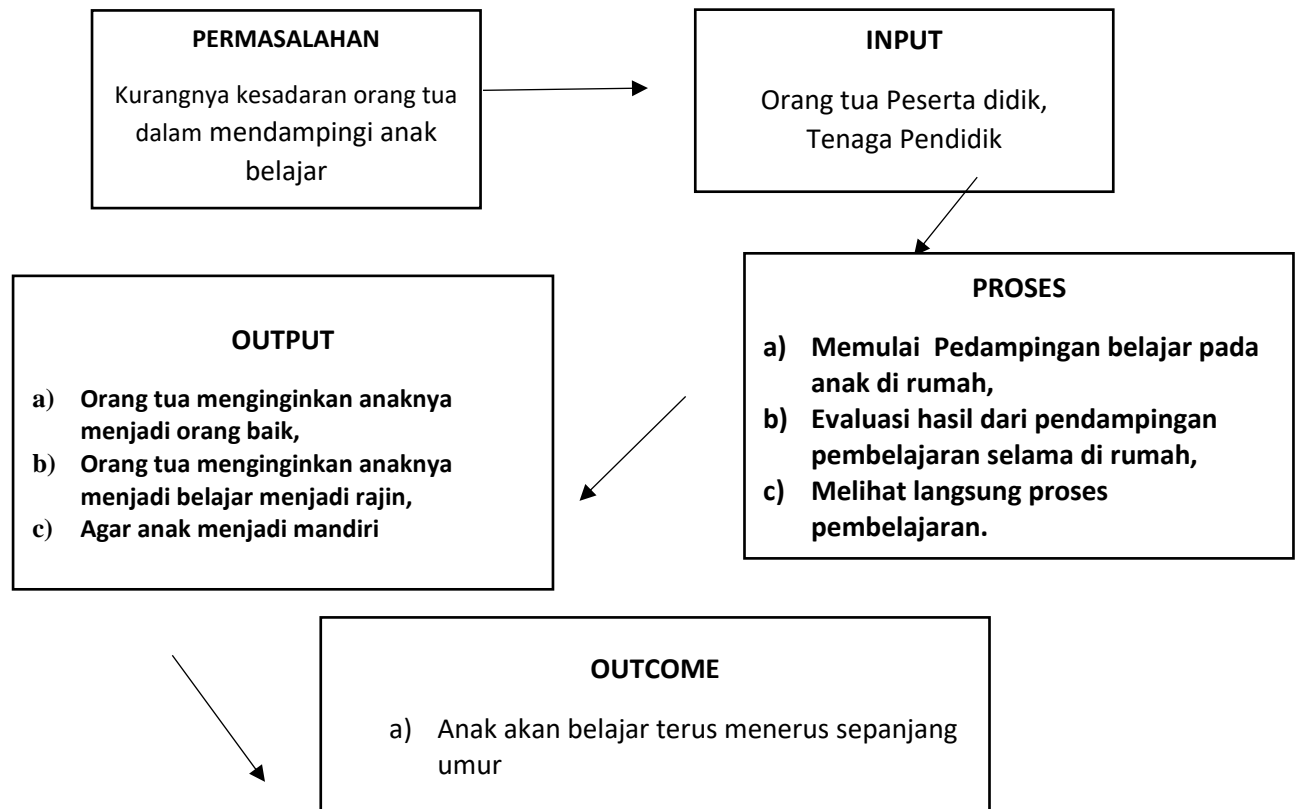 PERMASALAHAN
Kurangnya kesadaran orang tua
dalam mendampingi anak
belajar
INPUT
Orang tua Peserta didik,
Tenaga Pendidik
PROSES
a) Memulai Pedampingan belajar pada
anak di rumah,
b) Evaluasi hasil dari pendampingan
pembelajaran selama di rumah,
c) Melihat langsung proses
pembelajaran.
OUTPUT
a) Orang tua menginginkan anaknya
menjadi orang baik,
b) Orang tua menginginkan anaknya
menjadi belajar menjadi rajin,
c) Agar anak menjadi mandiri
OUTCOME
a) Anak akan belajar terus menerus sepanjang
umur